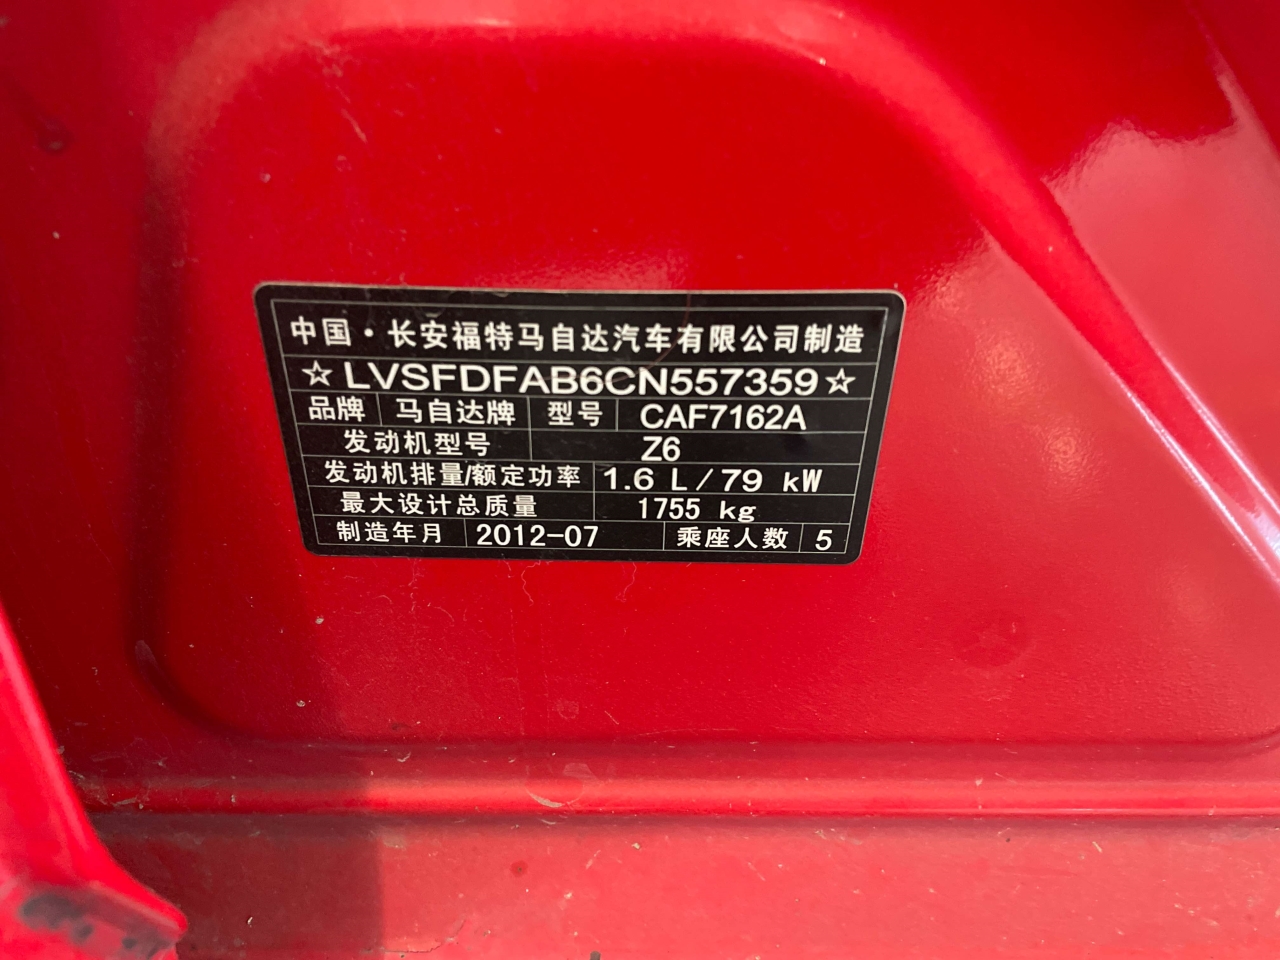 中国·长安福特马自达汽车有限公司制造
☆LVSFDFAB6CN557359☆
品牌 马自达牌 型号 CAF7162A
发动机型号 Z6
发动机排量/额定功率 1.6 L/79 kW
最大设计总质量 1755 kg
制造年月 2012-07 乘座人数 5